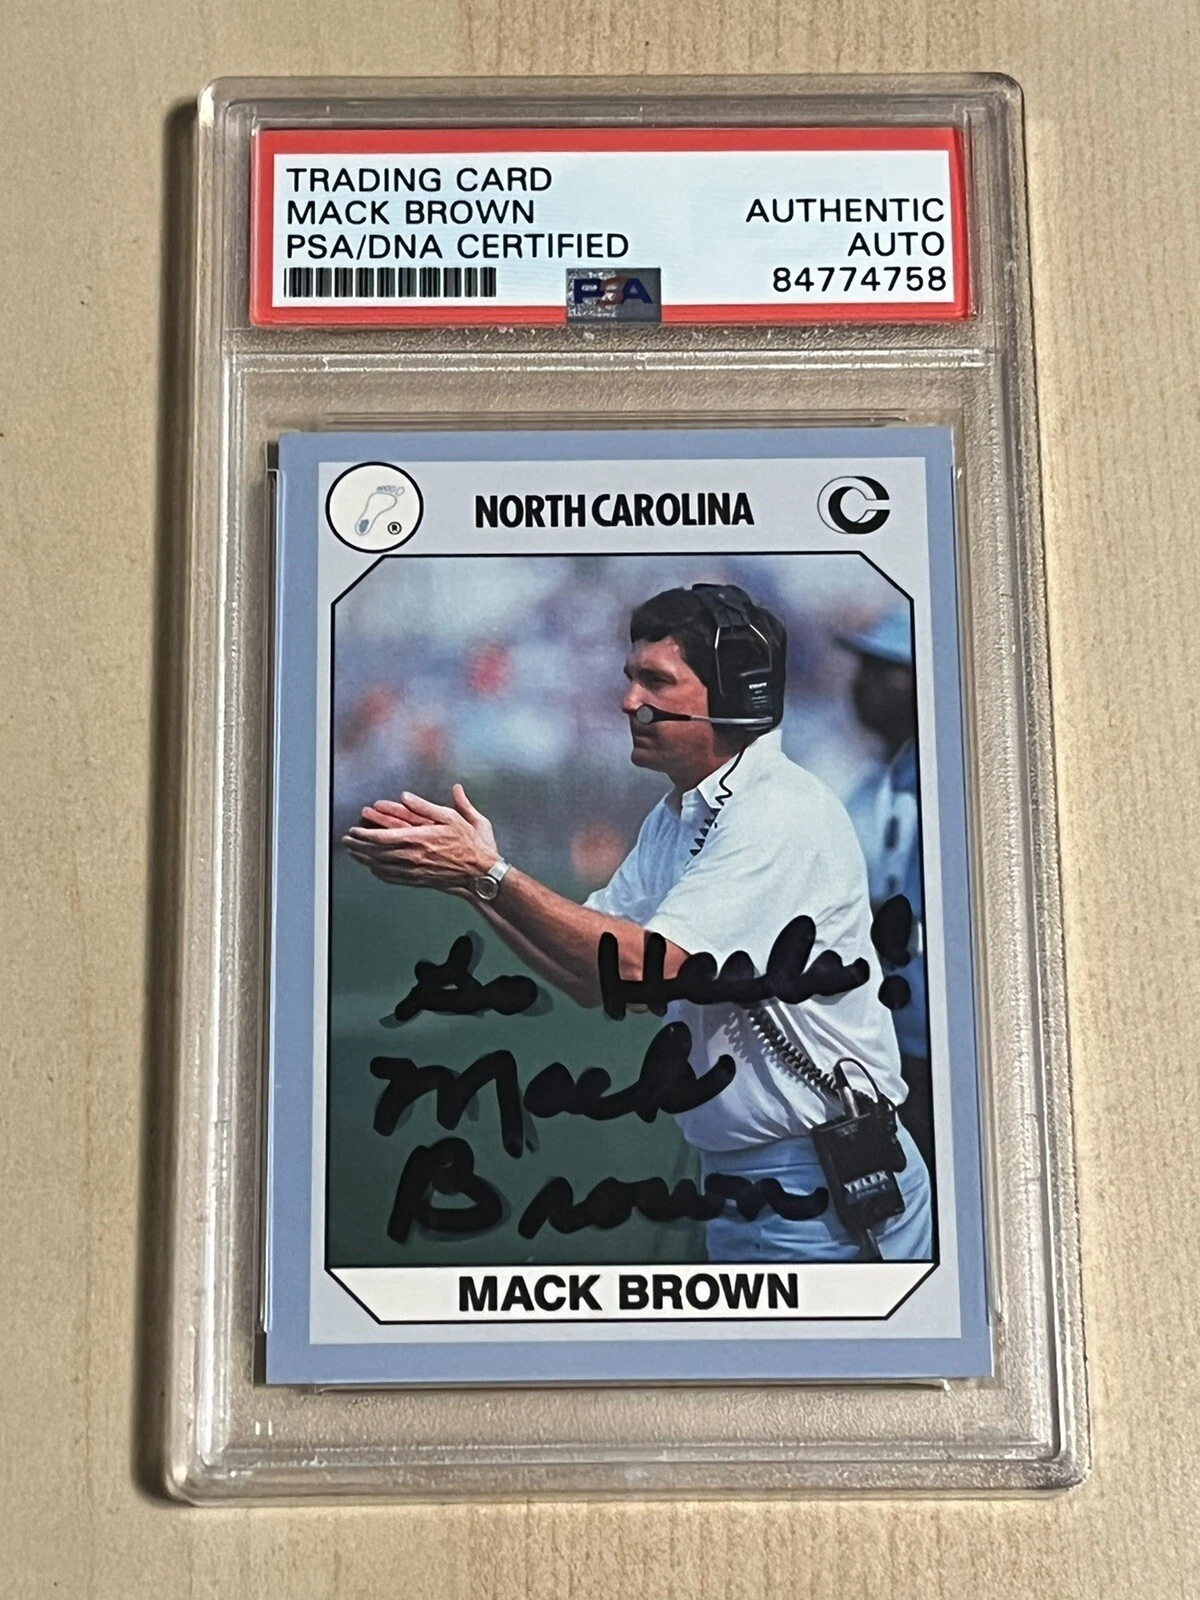 TRADING CARD
MACK BROWN
PSA/DNA CERTIFIED
AUTHENTIC
AUTO
84774758
PSA
NORTH CAROLINA
®
Go Heels!
Mack
Brown
TELEX
MACK BROWN